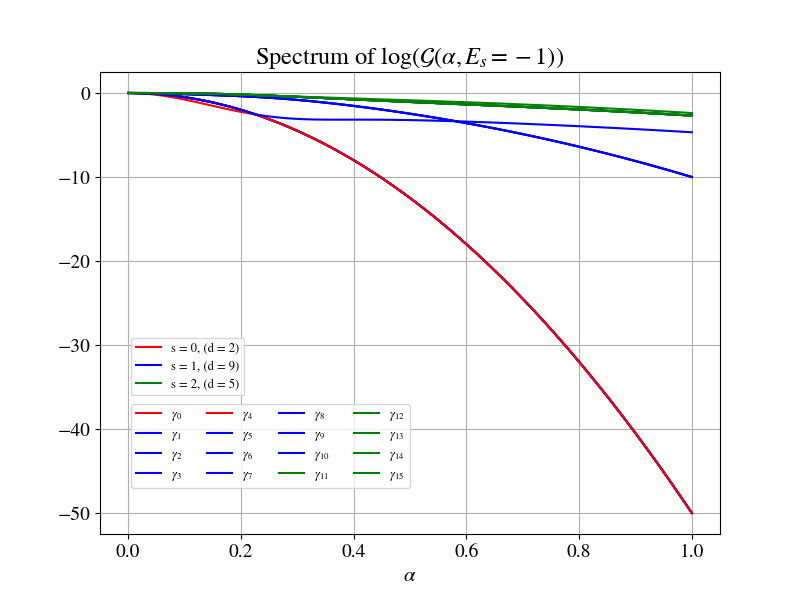 Spectrum of log(𝒢(α, E_s = −1))
0
−10
−20
−30
−40
−50
s = 0, (d = 2)
s = 1, (d = 9)
s = 2, (d = 5)
γ₀ γ₄ γ₈ γ₁₂
γ₁ γ₅ γ₉ γ₁₃
γ₂ γ₆ γ₁₀ γ₁₄
γ₃ γ₇ γ₁₁ γ₁₅
0.0 0.2 0.4 0.6 0.8 1.0
α